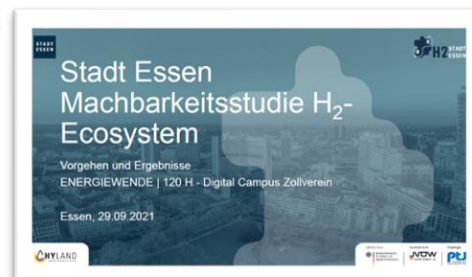 STADT
ESSEN
H2 STADT
ESSEN
Stadt Essen
Machbarkeitsstudie H₂-
Ecosystem
Vorgehen und Ergebnisse
ENERGIEWENDE | 120 H - Digital Campus Zollverein
Essen, 29.09.2021
HYLAND
NOW
PtJ